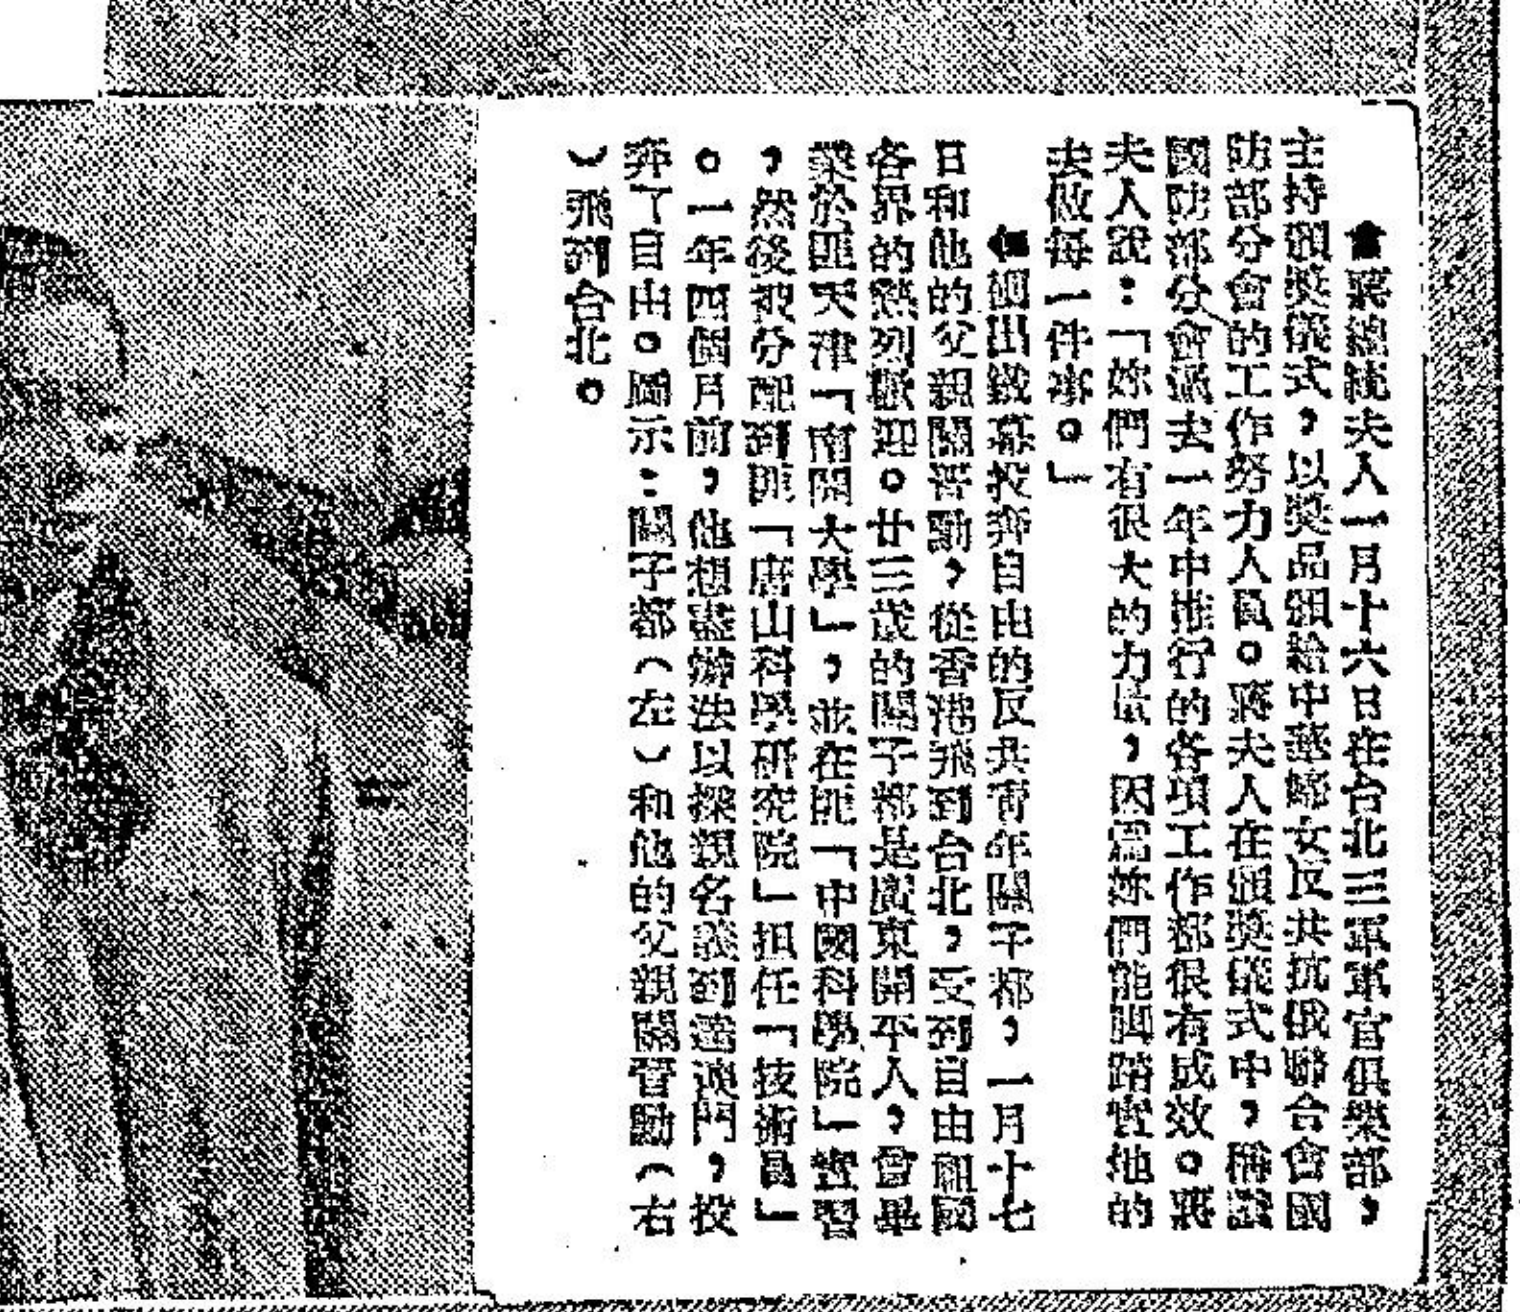 蔣總統夫人一月十六日在台北三軍軍官俱樂部，
主持頒獎儀式，以獎品頒給中華婦女反共抗俄聯合會國
防部分會的工作努力人員。蔣夫人在頒獎儀式中，稱讚
國防部分會過去一年中推行的各項工作都很有成效。蔣
夫人說：「妳們有很大的力量，因爲妳們能脚踏實地的
去做每一件事。」
衝出鐵幕投奔自由的反共靑年關子都，一月十七
日和他的父親關晋勳，從香港飛到台北，受到自由祖國
各界的熱列歡迎。廿三歲的關子都是廣東開平人，曾畢
業於匪天津「南開大學」，並在匪「中國科學院」實習
，然後被分配到匪「唐山科學研究院」担任「技術員」
。一年四個月前，他想盡辦法以探親名義到達澳門，投
奔了自由。圖示：關子都（左）和他的父親關晋勳（右
）飛到台北。